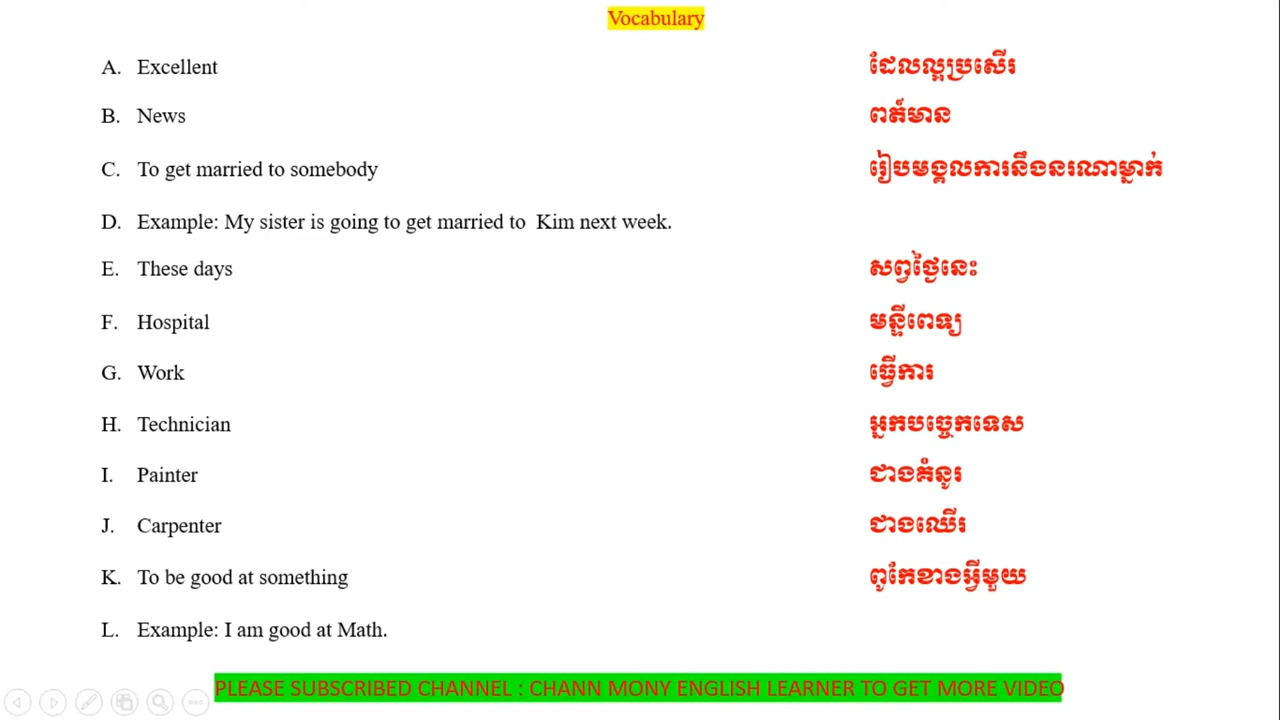 Vocabulary
A. Excellent ដែលល្អប្រសើរ
B. News ពត៍មាន
C. To get married to somebody រៀបមង្គលការនឹងនរណាម្នាក់
D. Example: My sister is going to get married to Kim next week.
E. These days សព្វថ្ងៃនេះ
F. Hospital មន្ទីពេទ្យ
G. Work ធ្វើការ
H. Technician អ្នកបច្ចេកទេស
I. Painter ជាងគំនូរ
J. Carpenter ជាងឈើរ
K. To be good at something ពូកែខាងអ្វីមួយ
L. Example: I am good at Math.
PLEASE SUBSCRIBED CHANNEL : CHANN MONY ENGLISH LEARNER TO GET MORE VIDEO